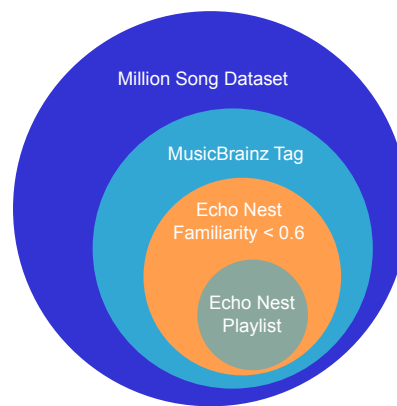 Million Song Dataset
MusicBrainz Tag
Echo Nest
Familiarity < 0.6
Echo Nest
Playlist